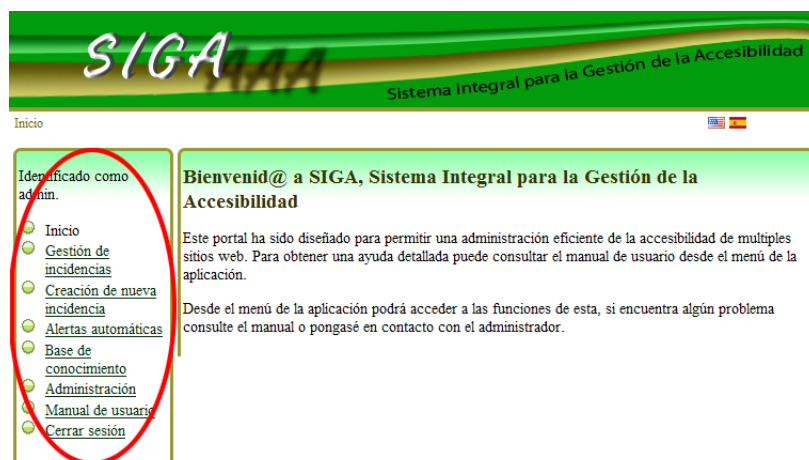 SIGA
AAA
Sistema Integral para la Gestión de la Accesibilidad
Inicio
Identificado como
admin.
Inicio
Gestión de
incidencias
Creación de nueva
incidencia
Alertas automáticas
Base de
conocimiento
Administración
Manual de usuario
Cerrar sesión
Bienvenid@ a SIGA, Sistema Integral para la Gestión de la
Accesibilidad
Este portal ha sido diseñado para permitir una administración eficiente de la accesibilidad de multiples
sitios web. Para obtener una ayuda detallada puede consultar el manual de usuario desde el menú de la
aplicación.
Desde el menú de la aplicación podrá acceder a las funciones de esta, si encuentra algún problema
consulte el manual o pongasé en contacto con el administrador.